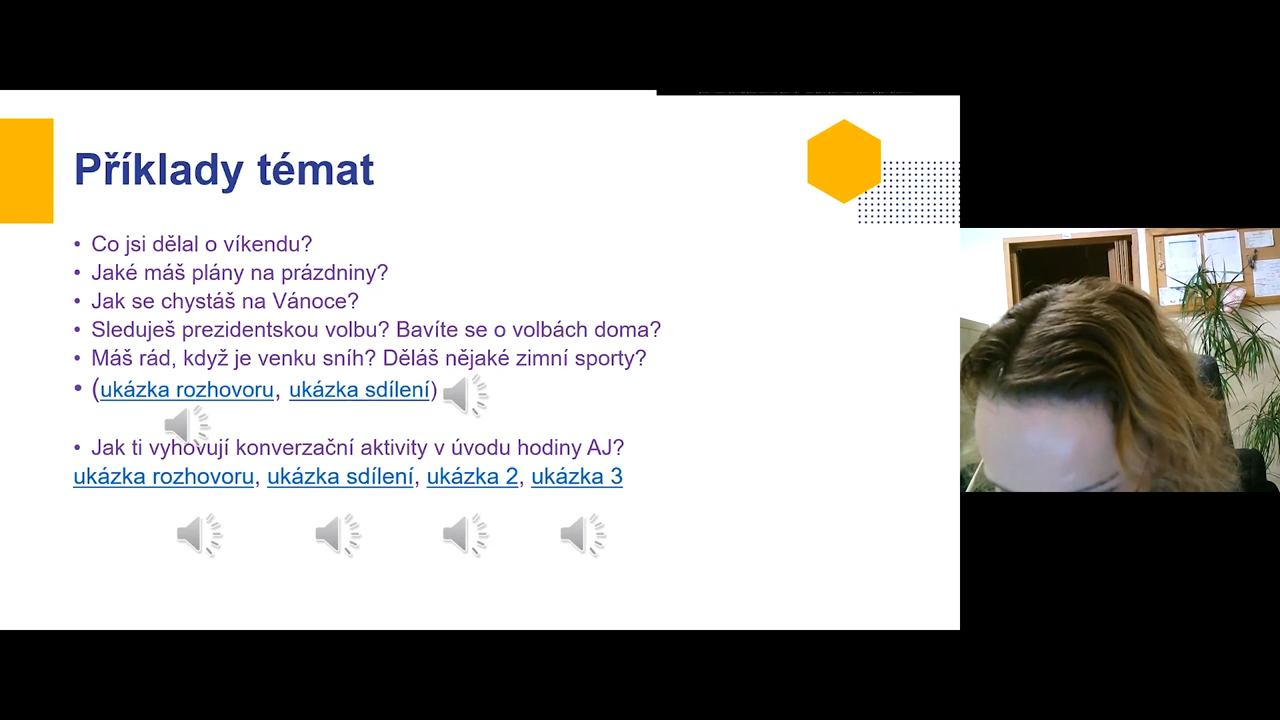 Příklady témat
• Co jsi dělal o víkendu?
• Jaké máš plány na prázdniny?
• Jak se chystáš na Vánoce?
• Sleduješ prezidentskou volbu? Bavíte se o volbách doma?
• Máš rád, když je venku sníh? Děláš nějaké zimní sporty?
• (ukázka rozhovoru, ukázka sdílení)
• Jak ti vyhovují konverzační aktivity v úvodu hodiny AJ?
ukázka rozhovoru, ukázka sdílení, ukázka 2, ukázka 3